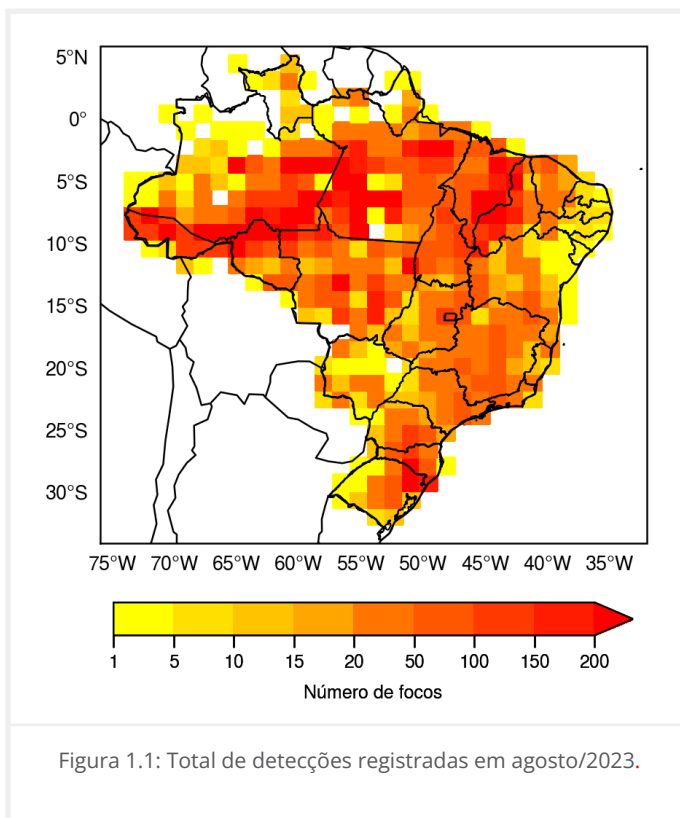 5°N
0°
5°S
10°S
15°S
20°S
25°S
30°S
75°W 70°W 65°W 60°W 55°W 50°W 45°W 40°W 35°W
1 5 10 15 20 50 100 150 200
Número de focos
Figura 1.1: Total de detecções registradas em agosto/2023.